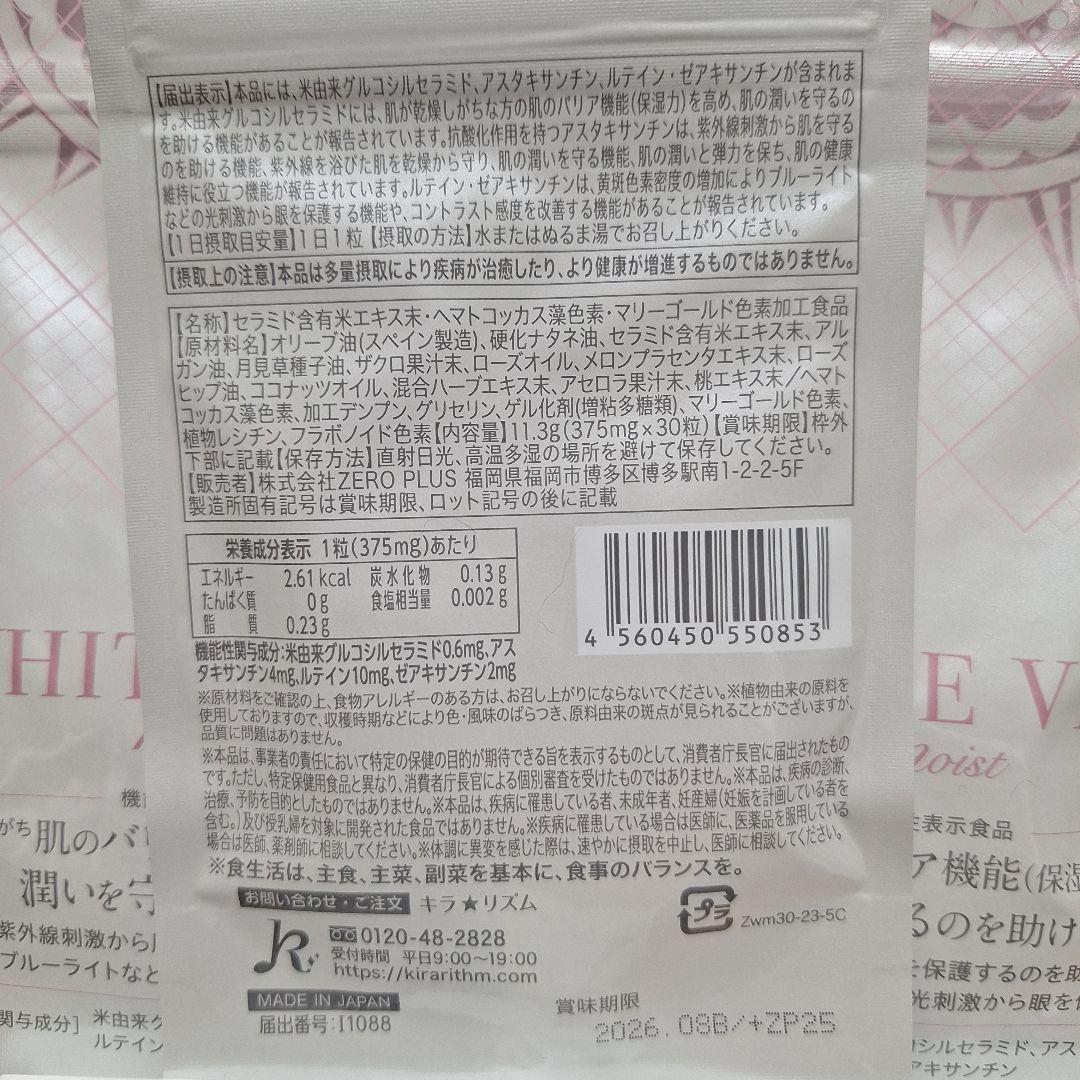 【届出表示】本品には、米由来グルコシルセラミド、アスタキサンチン、ルテイン・ゼアキサンチンが含まれま
す。米由来グルコシルセラミドには、肌が乾燥しがちな方の肌のバリア機能(保湿力)を高め、肌の潤いを守るの
を助ける機能があることが報告されています。抗酸化作用を持つアスタキサンチンは、紫外線刺激から肌を守る
のを助ける機能、紫外線を浴びた肌を乾燥から守り、肌の潤いを守る機能、肌の潤いと弾力を保ち、肌の健康
維持に役立つ機能が報告されています。ルテイン・ゼアキサンチンは、黄斑色素密度の増加によりブルーライト
などの光刺激から眼を保護する機能や、コントラスト感度を改善する機能があることが報告されています。
【1日摂取目安量】1日1粒【摂取の方法】水またはぬるま湯でお召し上がりください。
【摂取上の注意】本品は多量摂取により疾病が治癒したり、より健康が増進するものではありません。
【名称】セラミド含有米エキス末・ヘマトコッカス藻色素・マリーゴールド色素加工食品
【原材料名】オリーブ油(スペイン製造)、硬化ナタネ油、セラミド含有米エキス末、アル
ガン油、月見草種子油、ザクロ果汁末、ローズオイル、メロンプラセンタエキス末、ローズ
ヒップ油、ココナッツオイル、混合ハーブエキス末、アセロラ果汁末、桃エキス末/ヘマト
コッカス藻色素、加工デンプン、グリセリン、ゲル化剤(増粘多糖類)、マリーゴールド色素、
植物レシチン、フラボノイド色素【内容量】11.3g(375mg×30粒)【賞味期限】枠外
下部に記載【保存方法】直射日光、高温多湿の場所を避けて保存してください。
【販売者】株式会社ZERO PLUS 福岡県福岡市博多区博多駅南1-2-2-5F
製造所固有記号は賞味期限、ロット記号の後に記載
栄養成分表示 1粒(375mg)あたり
エネルギー 2.61kcal 炭水化物 0.13g
たんぱく質 0g 食塩相当量 0.002g
脂質 0.23g
機能性関与成分:米由来グルコシルセラミド0.6mg、アス
タキサンチン4mg、ルテイン10mg、ゼアキサンチン2mg
4 560450 550853
※原材料をご確認の上、食物アレルギーのある方は、お召し上がりにならないでください。※植物由来の原料を
使用しておりますので、収穫時期などにより色・風味のばらつき、原料由来の斑点が見られることがございますが、
品質に問題はありません。
※本品は、事業者の責任において特定の保健の目的が期待できる旨を表示するものとして、消費者庁長官に届出されたもの
です。ただし、特定保健用食品と異なり、消費者庁長官による個別審査を受けたものではありません。※本品は、疾病の診断、
治療、予防を目的としたものではありません。※本品は、疾病に罹患している者、未成年者、妊産婦(妊娠を計画している者を
含む。)及び授乳婦を対象に開発された食品ではありません。※疾病に罹患している場合は医師に、医薬品を服用している
場合は医師、薬剤師に相談してください。※体調に異変を感じた際は、速やかに摂取を中止し、医師に相談してください。
※食生活は、主食、主菜、副菜を基本に、食事のバランスを。
お問い合わせ・ご注文 キラ★リズム
0120-48-2828
受付時間 平日9:00～19:00
https://kirarithm.com
プラ
Zwm30-23-5C
MADE IN JAPAN
届出番号:I1088
賞味期限
2026.08B/+ZP25
HIT
がち肌のバリ
潤いを守
紫外線刺激から
ブルーライトなと
関与成分] 米由来グ
ルテイン
E V
moist
表示食品
ア機能(保湿
るのを助け
保護するのを助
光刺激から眼を
シルセラミド、アス
アキサンチン